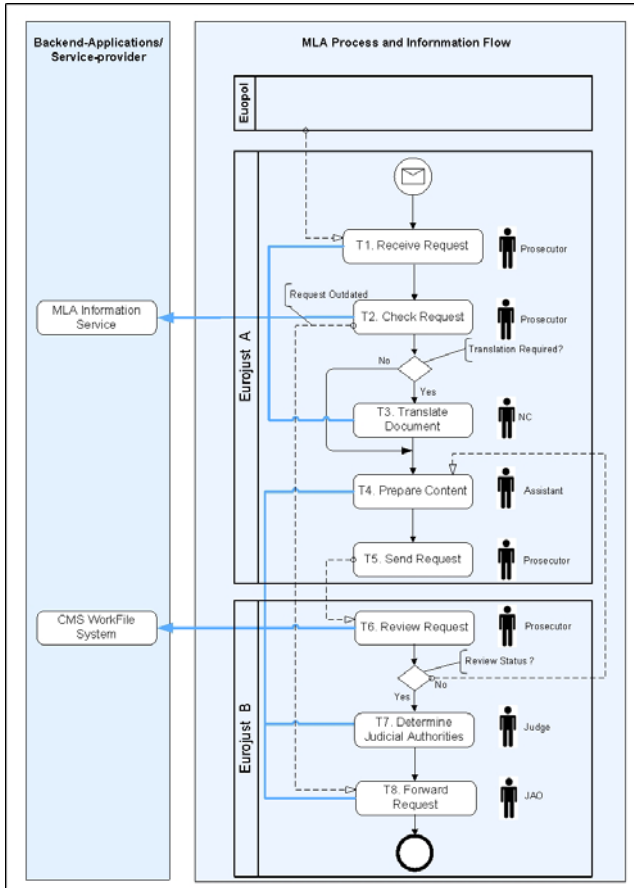 Backend-Applications/
Service-provider
MLA Process and Infornmation Flow
Euopol
Eurojust A
T1. Receive Request
Prosecutor
Request Outdated
MLA Information
Service
T2. Check Request
Prosecutor
Translation Required?
No
Yes
T3. Translate
Document
NC
T4. Prepare Content
Assistant
T5. Send Request
Prosecutor
Eurojust B
CMS WorkFile
System
T6. Review Request
Prosecutor
Review Status ?
No
Yes
T7. Determine
Judicial Authorities
Judge
T8. Forward
Request
JAO